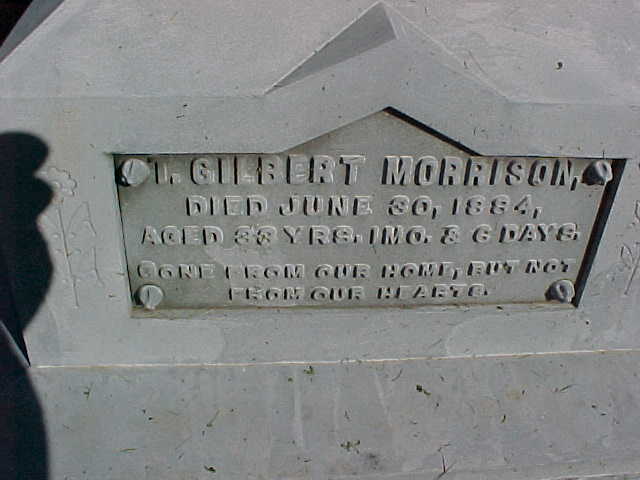 T. GILBERT MORRISON,
DIED JUNE 30, 1884,
AGED 33 YRS. 1 MO. & 6 DAYS.
GONE FROM OUR HOME, BUT NOT
FROM OUR HEARTS.